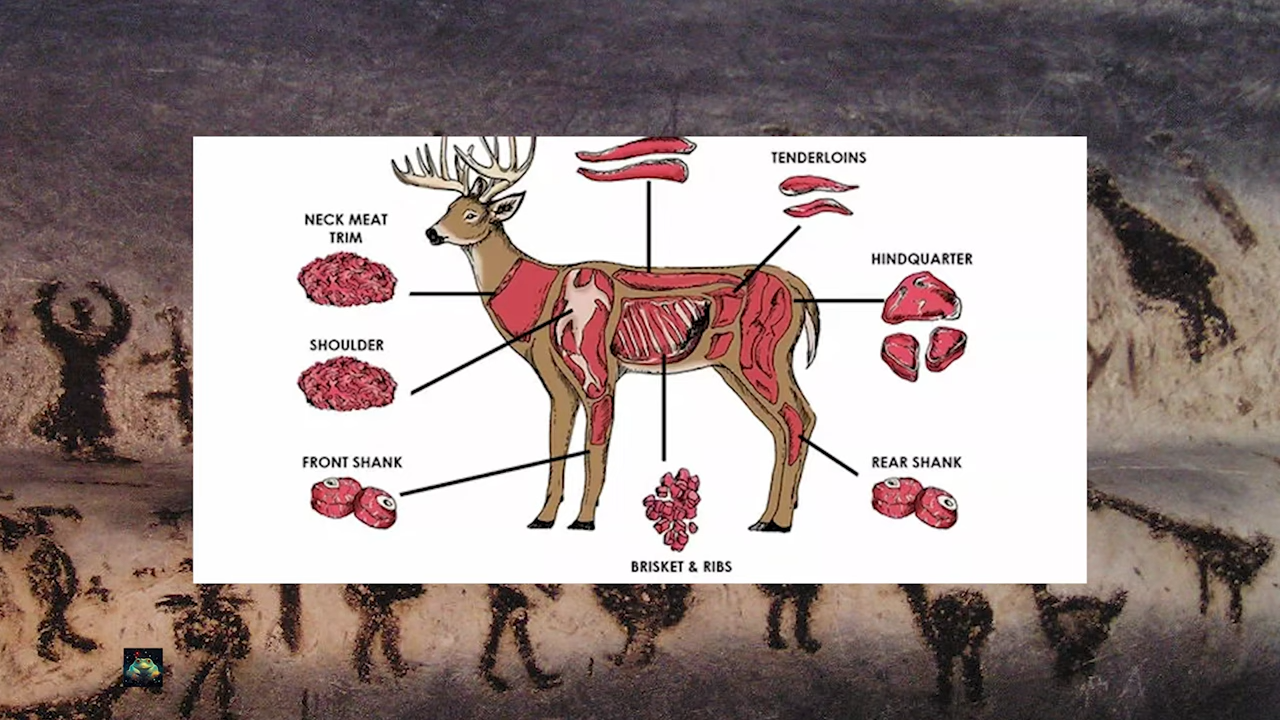 TENDERLOINS
NECK MEAT
TRIM
HINDQUARTER
SHOULDER
FRONT SHANK
REAR SHANK
BRISKET & RIBS